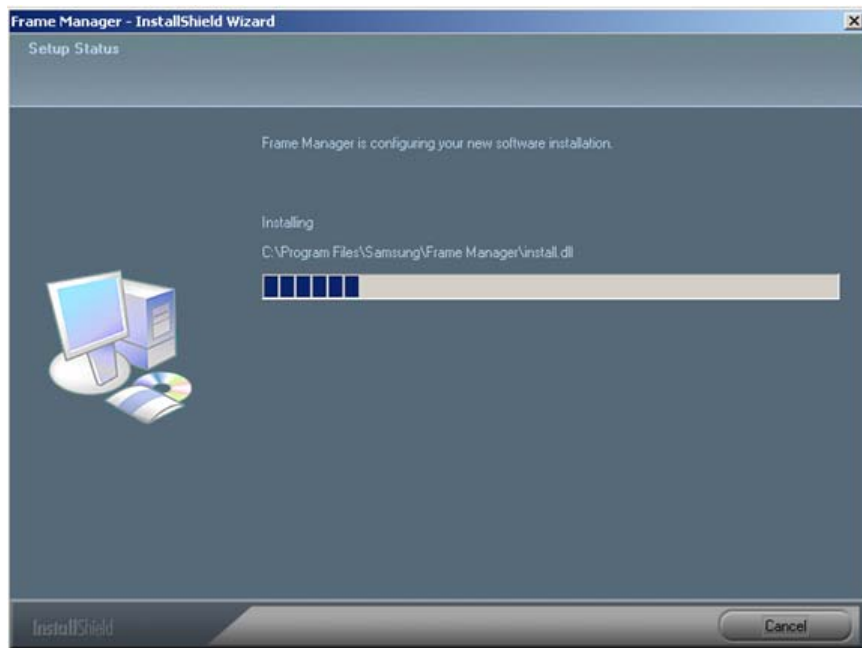 Frame Manager - InstallShield Wizard
Setup Status
Frame Manager is configuring your new software installation.
Installing
C:\Program Files\Samsung\Frame Manager\install.dll
InstallShield
Cancel